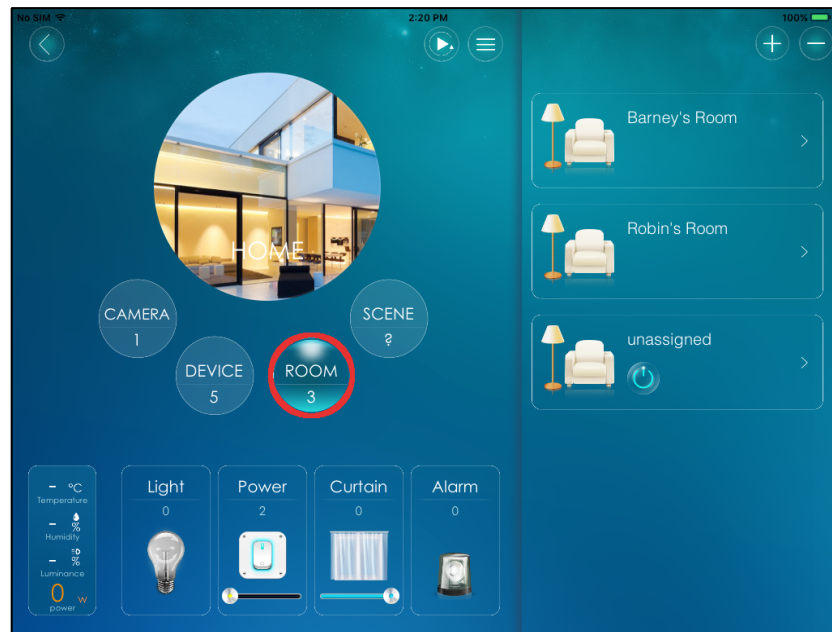 No SIM 2:20 PM 100%
HOME
CAMERA
1
DEVICE
5
ROOM
3
SCENE
?
Barney's Room
Robin's Room
unassigned
- °C
Temperature
- %
Humidity
- %
Luminance
0 w
power
Light
0
Power
2
Curtain
0
Alarm
0